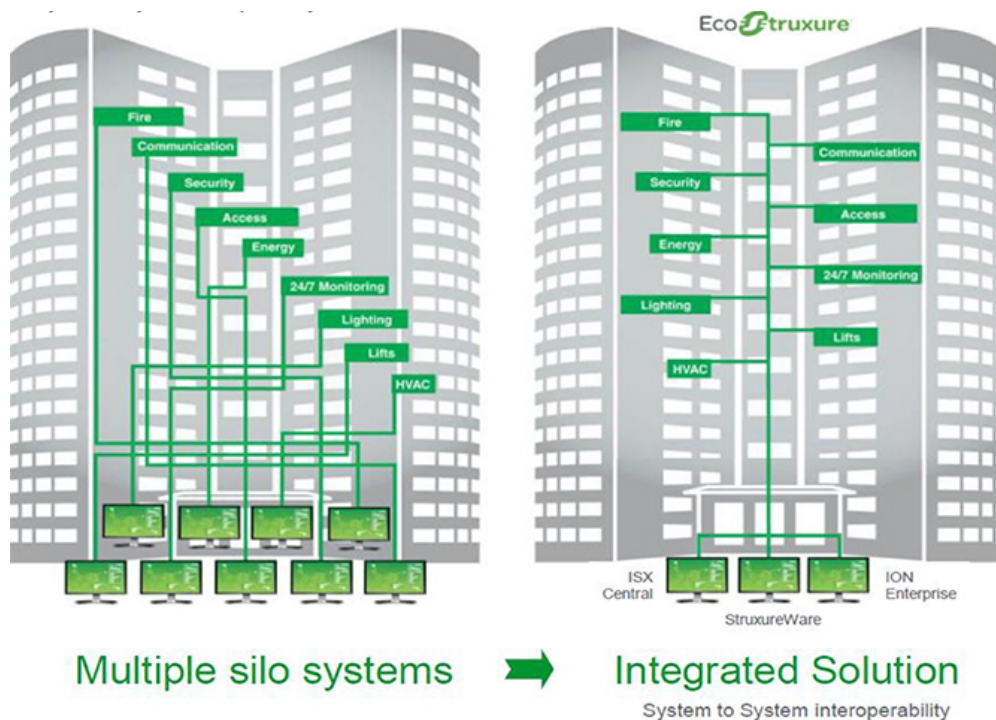 EcoStruxure
Fire
Communication
Security
Access
Energy
24/7 Monitoring
Lighting
Lifts
HVAC
Fire
Communication
Security
Access
Energy
24/7 Monitoring
Lighting
Lifts
HVAC
ISX
Central
ION
Enterprise
StruxureWare
Multiple silo systems
Integrated Solution
System to System interoperability